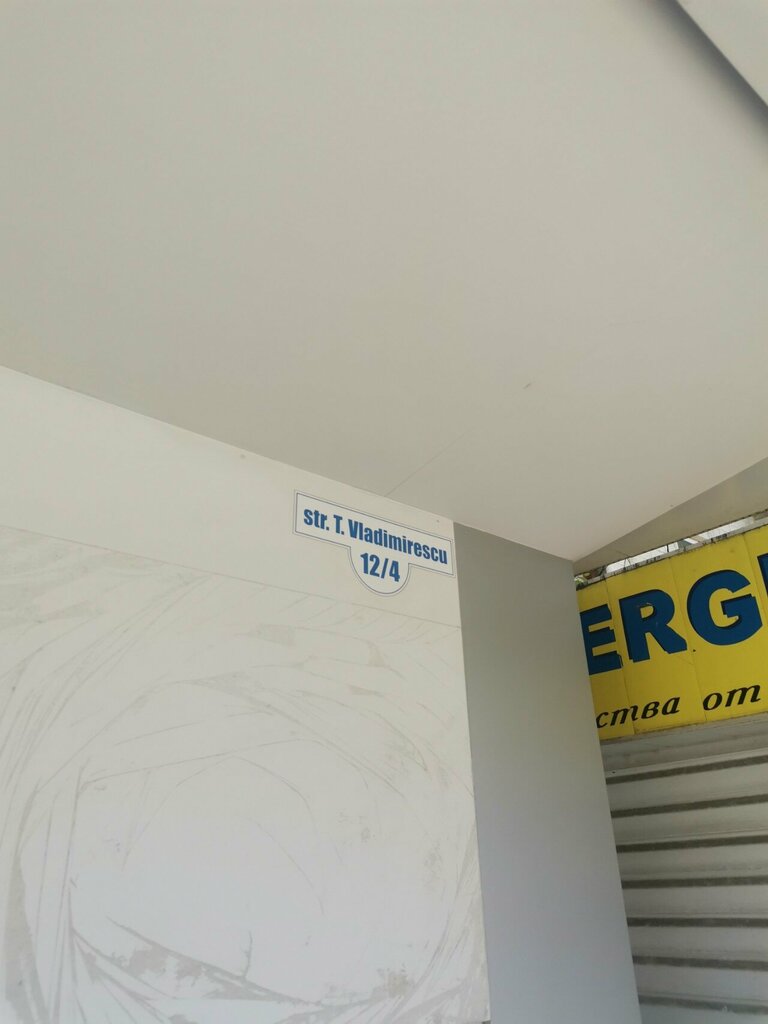 str. T. Vladimirescu
12/4
ERG
ства от